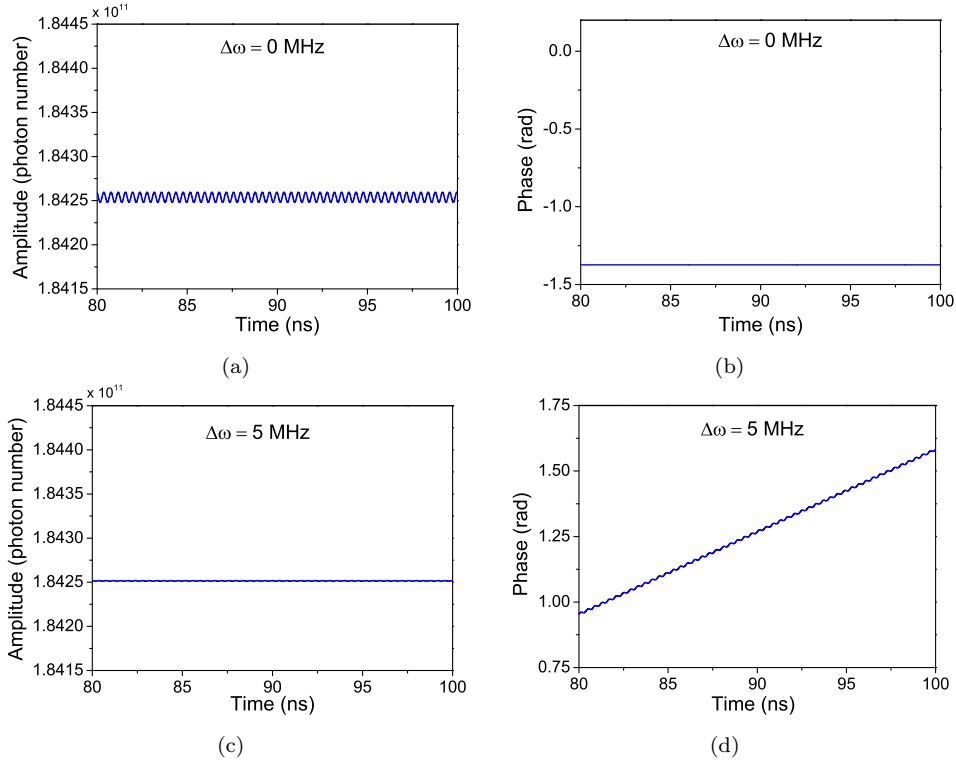 x 10¹¹
1.8445
1.8440
1.8435
1.8430
1.8425
1.8420
1.8415
Amplitude (photon number)
Δω = 0 MHz
80 85 90 95 100
Time (ns)
(a)
0.0
-0.5
-1.0
-1.5
Phase (rad)
Δω = 0 MHz
80 85 90 95 100
Time (ns)
(b)
x 10¹¹
1.8445
1.8440
1.8435
1.8430
1.8425
1.8420
1.8415
Amplitude (photon number)
Δω = 5 MHz
80 85 90 95 100
Time (ns)
(c)
1.75
1.50
1.25
1.00
0.75
Phase (rad)
Δω = 5 MHz
80 85 90 95 100
Time (ns)
(d)